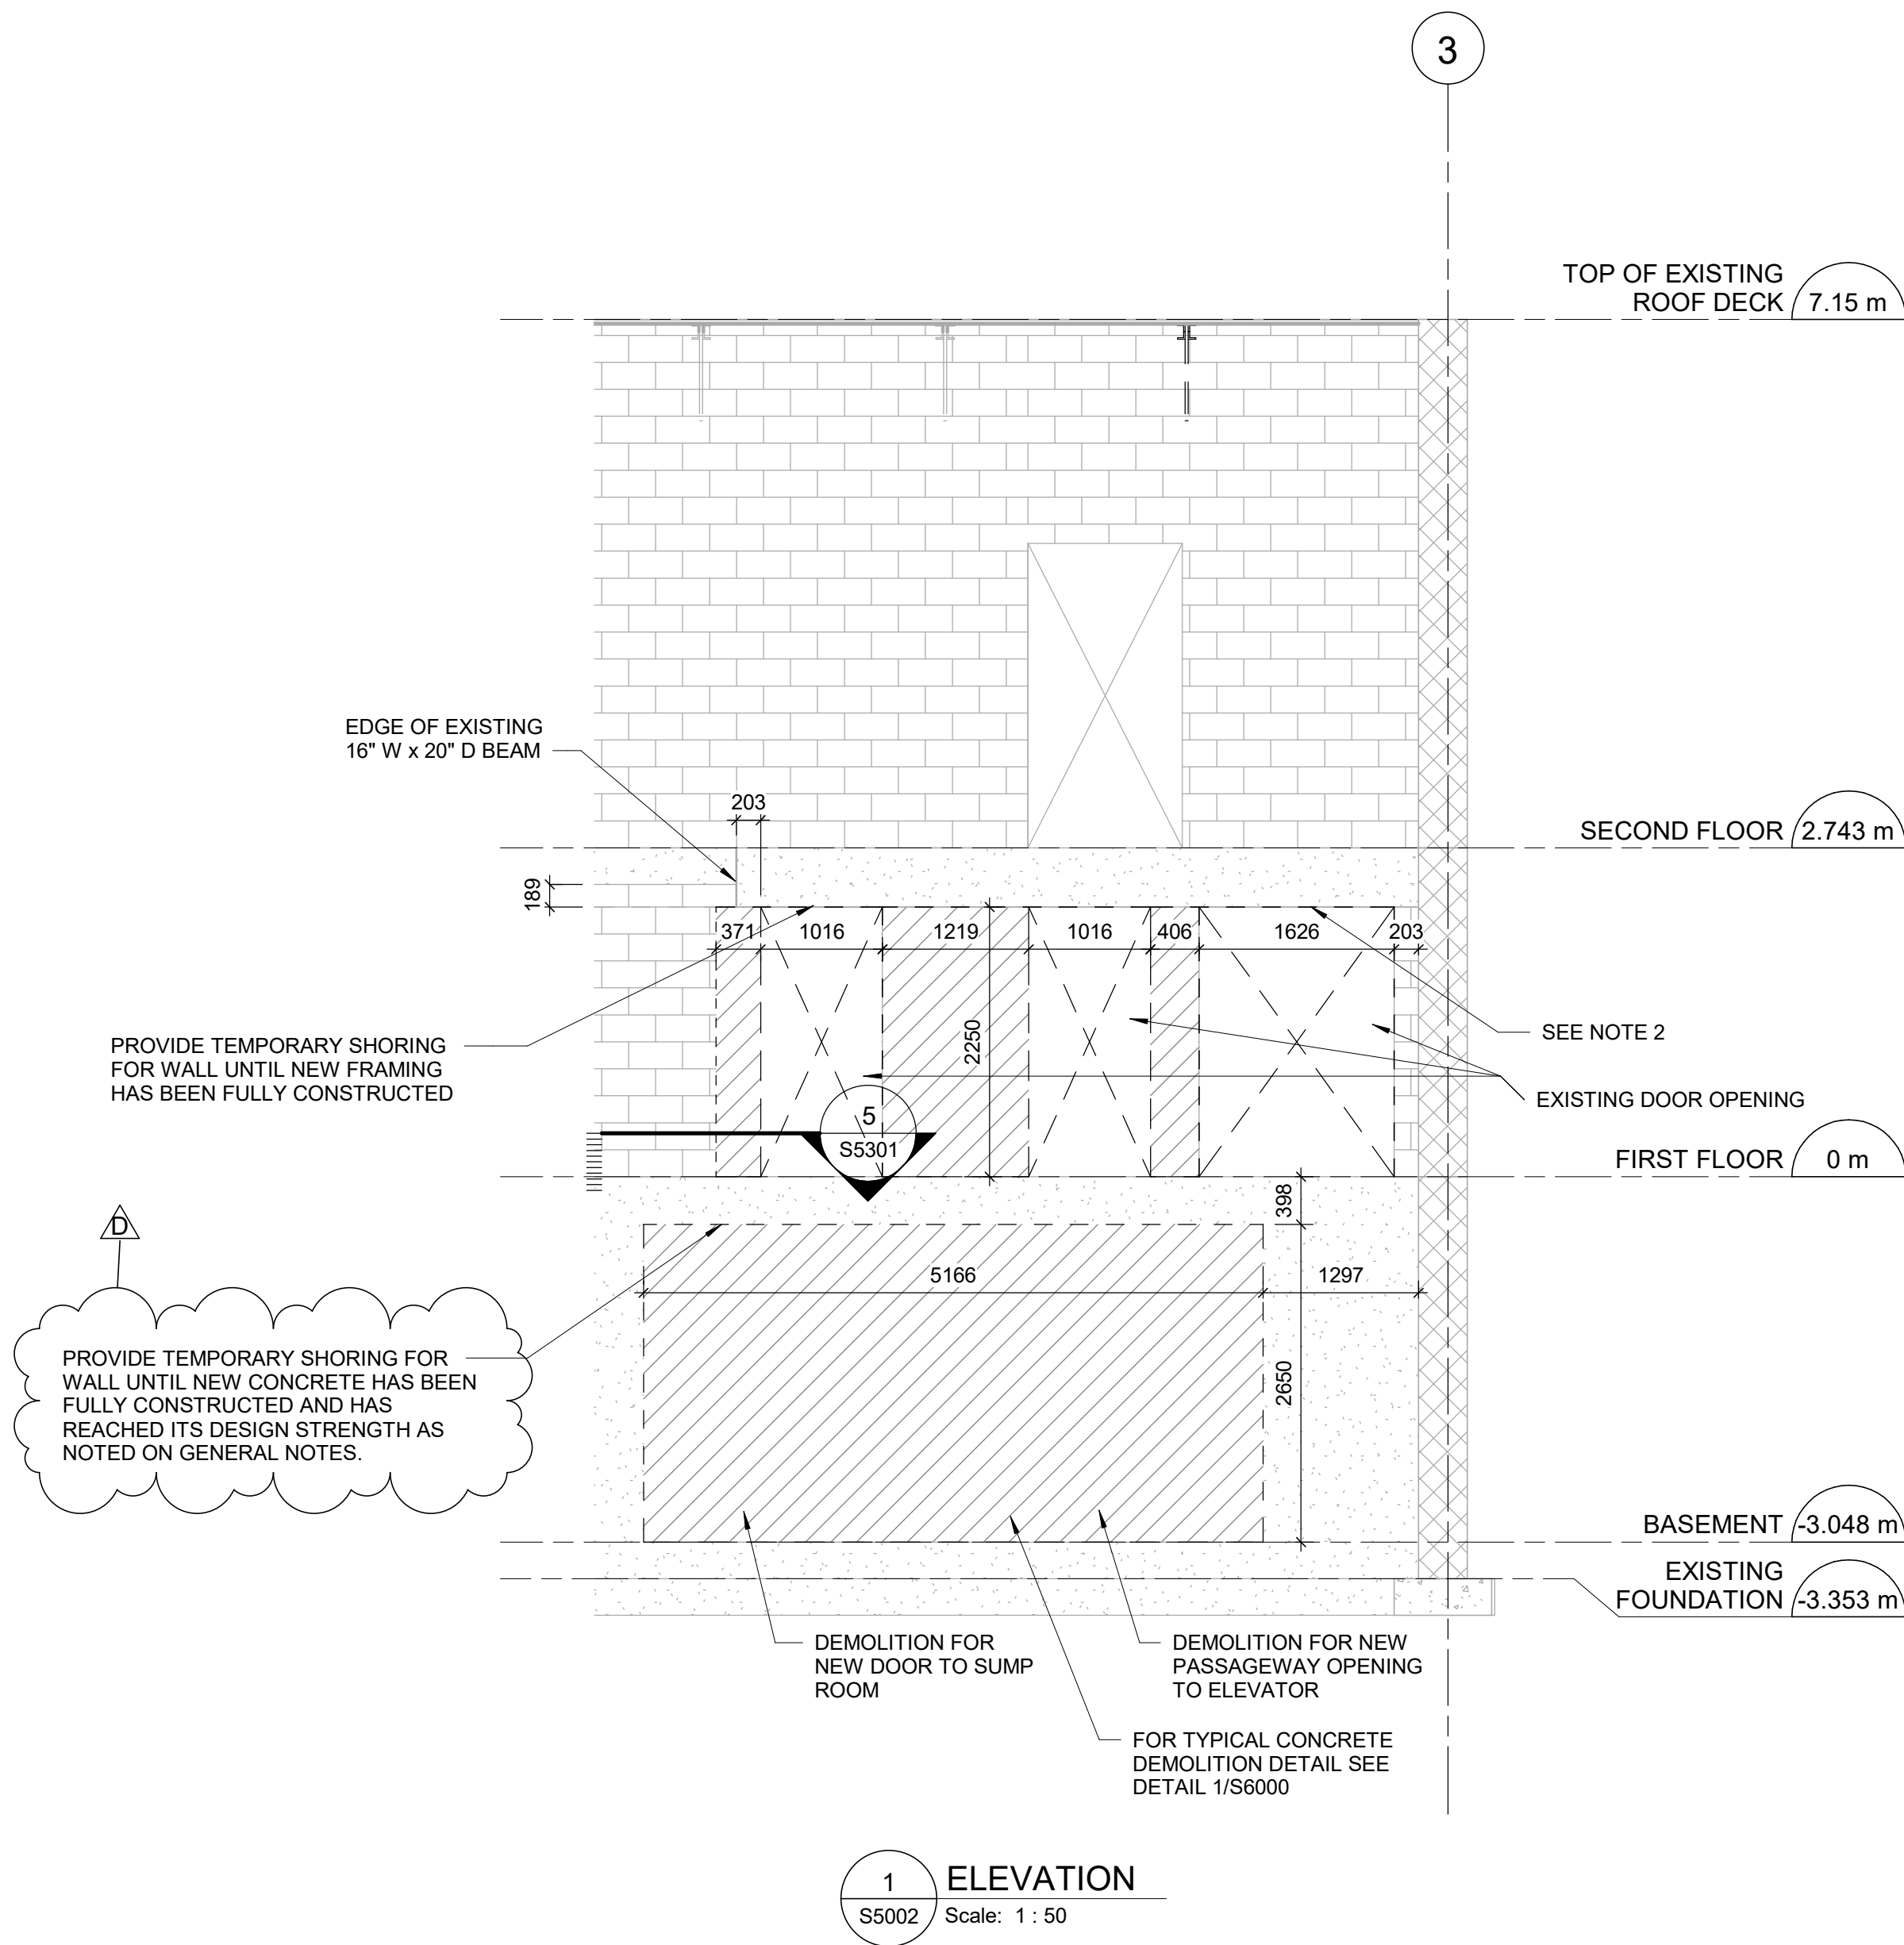 3
TOP OF EXISTING
ROOF DECK
7.15 m
EDGE OF EXISTING
16" W x 20" D BEAM
203
SECOND FLOOR
2.743 m
189
371
1016
1219
1016
406
1626
203
2250
PROVIDE TEMPORARY SHORING
FOR WALL UNTIL NEW FRAMING
HAS BEEN FULLY CONSTRUCTED
SEE NOTE 2
EXISTING DOOR OPENING
5
S5301
FIRST FLOOR
0 m
398
D
5166
1297
2650
PROVIDE TEMPORARY SHORING FOR
WALL UNTIL NEW CONCRETE HAS BEEN
FULLY CONSTRUCTED AND HAS
REACHED ITS DESIGN STRENGTH AS
NOTED ON GENERAL NOTES.
BASEMENT
-3.048 m
EXISTING
FOUNDATION
-3.353 m
DEMOLITION FOR
NEW DOOR TO SUMP
ROOM
DEMOLITION FOR NEW
PASSAGEWAY OPENING
TO ELEVATOR
FOR TYPICAL CONCRETE
DEMOLITION DETAIL SEE
DETAIL 1/S6000
1
S5002
ELEVATION
Scale: 1 : 50